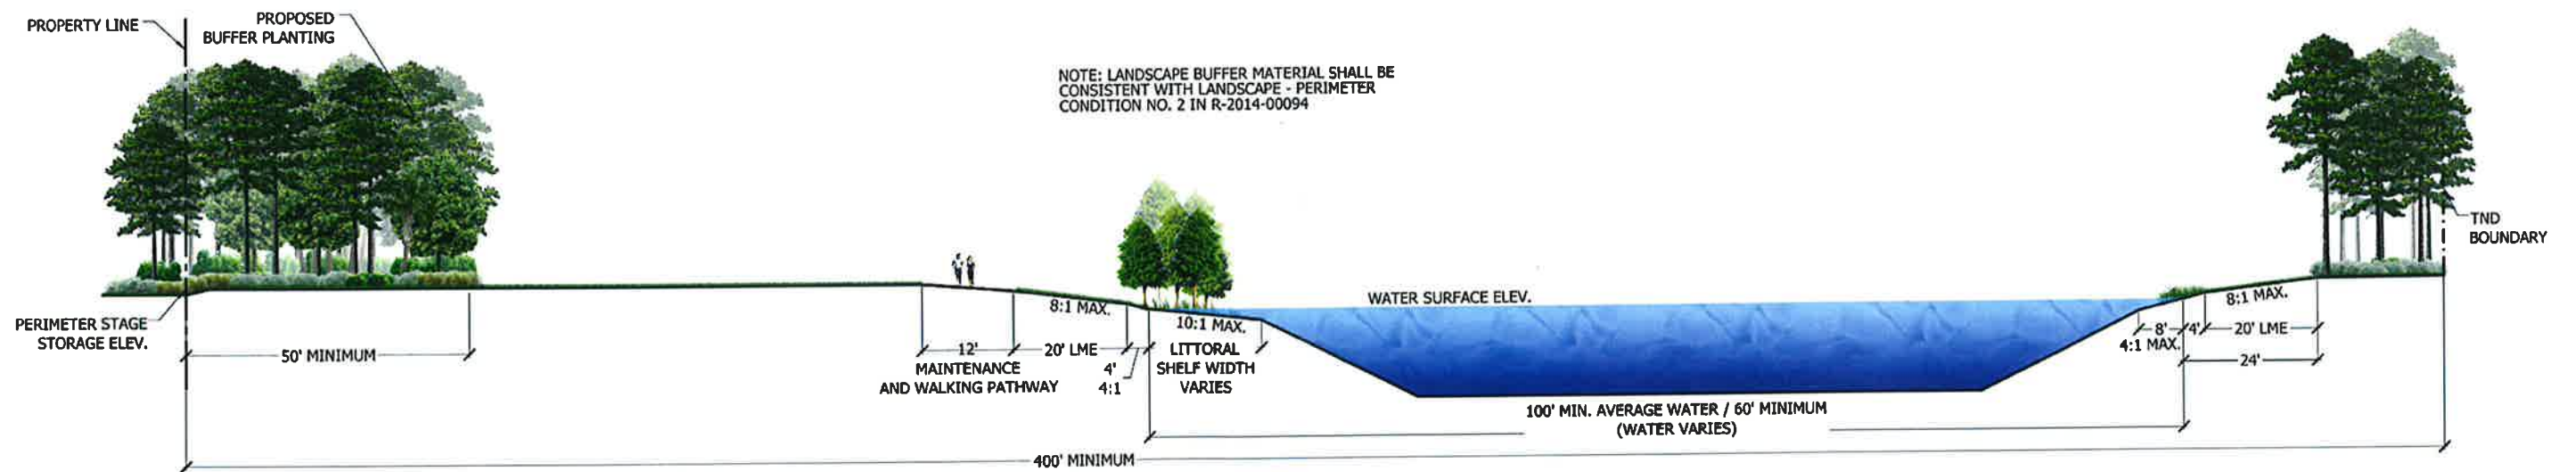 PROPERTY LINE
PROPOSED
BUFFER PLANTING
NOTE: LANDSCAPE BUFFER MATERIAL SHALL BE
CONSISTENT WITH LANDSCAPE - PERIMETER
CONDITION NO. 2 IN R-2014-00094
TND
BOUNDARY
WATER SURFACE ELEV.
PERIMETER STAGE
STORAGE ELEV.
50' MINIMUM
12'
MAINTENANCE
AND WALKING PATHWAY
8:1 MAX.
20' LME
4'
4:1
10:1 MAX.
LITTORAL
SHELF WIDTH
VARIES
8'
4:1 MAX.
4'
8:1 MAX.
20' LME
24'
100' MIN. AVERAGE WATER / 60' MINIMUM
(WATER VARIES)
400' MINIMUM